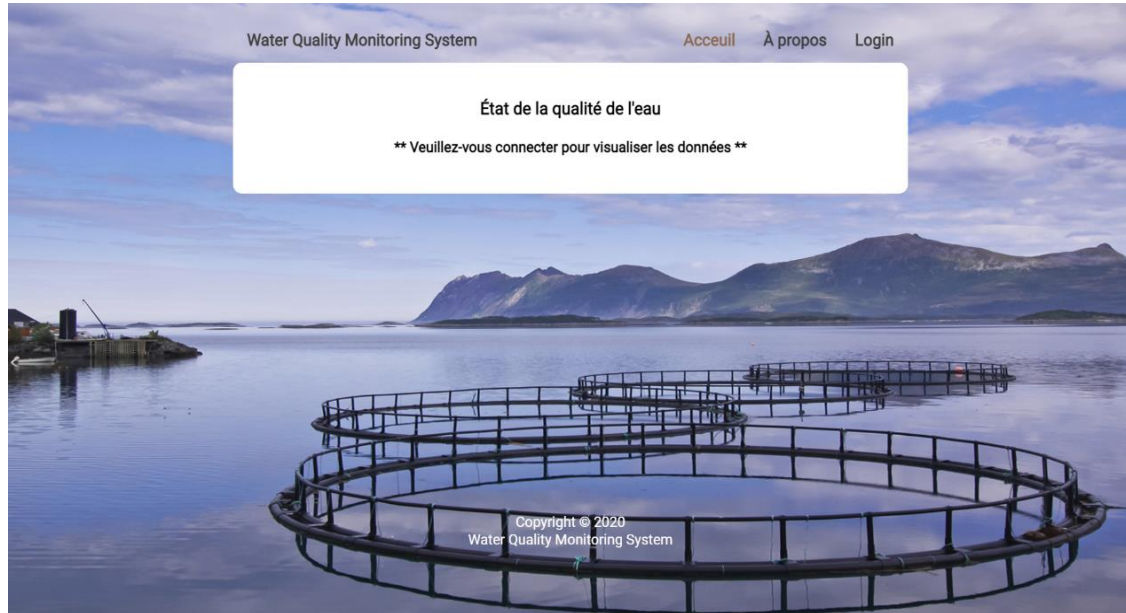 Water Quality Monitoring System Acceuil À propos Login
État de la qualité de l'eau
** Veuillez-vous connecter pour visualiser les données **
Copyright © 2020
Water Quality Monitoring System